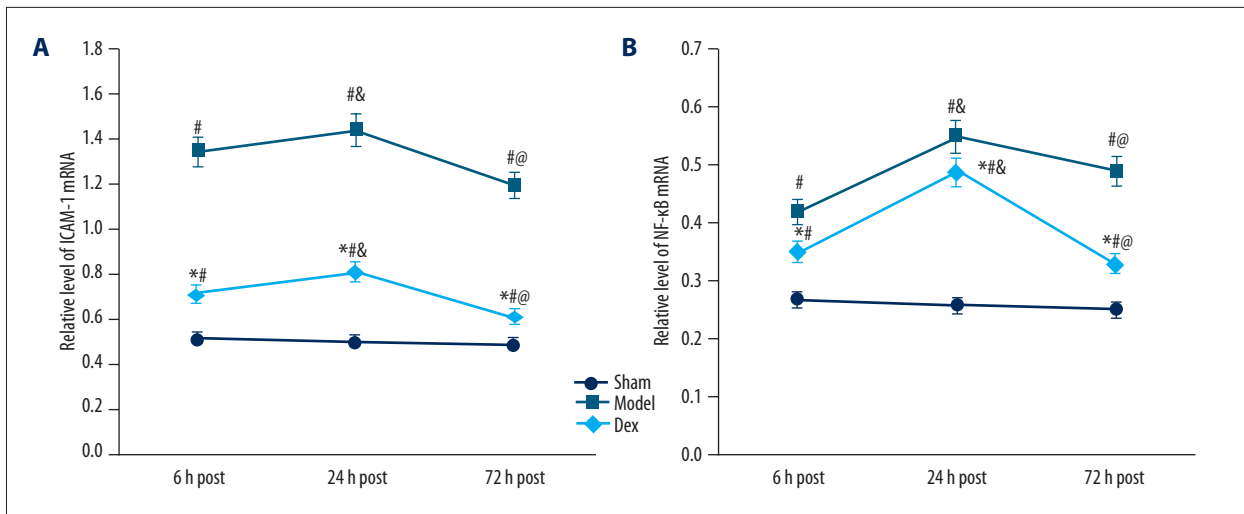 A
Relative level of ICAM-1 mRNA
1.8
1.6
1.4
1.2
1.0
0.8
0.6
0.4
0.2
0.0
#
#&
#@
*#
*#&
*#@
6 h post
24 h post
72 h post
Sham
Model
Dex
B
Relative level of NF-κB mRNA
0.7
0.6
0.5
0.4
0.3
0.2
0.1
0.0
#
#&
#@
*#
*#&
*#@
6 h post
24 h post
72 h post